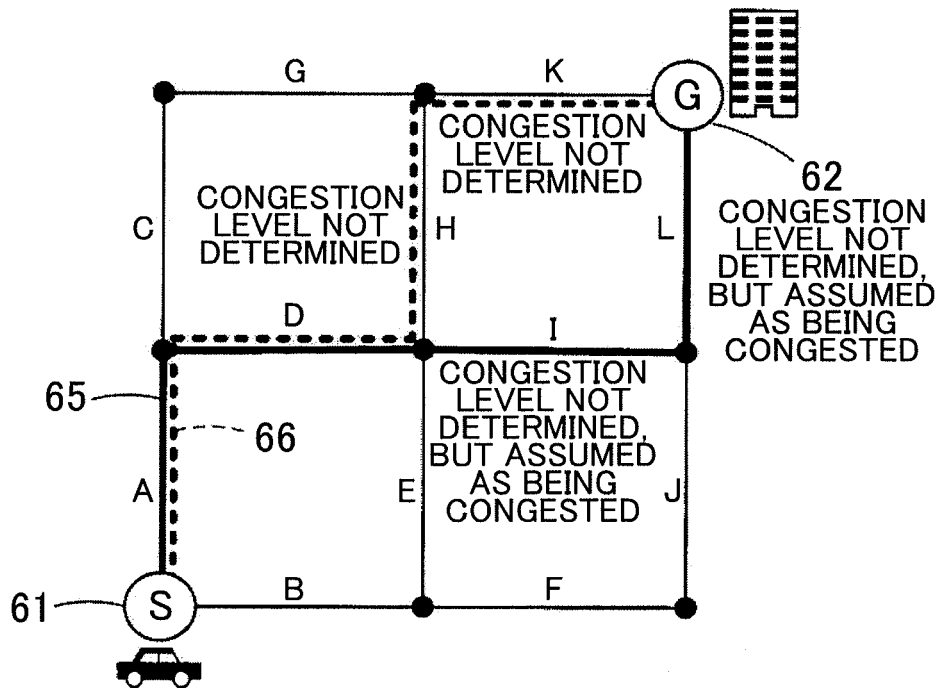 G
K
G
CONGESTION
LEVEL NOT
DETERMINED
62
CONGESTION
LEVEL NOT
DETERMINED
C
H
L
CONGESTION
LEVEL NOT
DETERMINED,
BUT ASSUMED
AS BEING
CONGESTED
D
I
65
66
CONGESTION
LEVEL NOT
DETERMINED,
BUT ASSUMED
AS BEING
CONGESTED
A
E
J
61
S
B
F